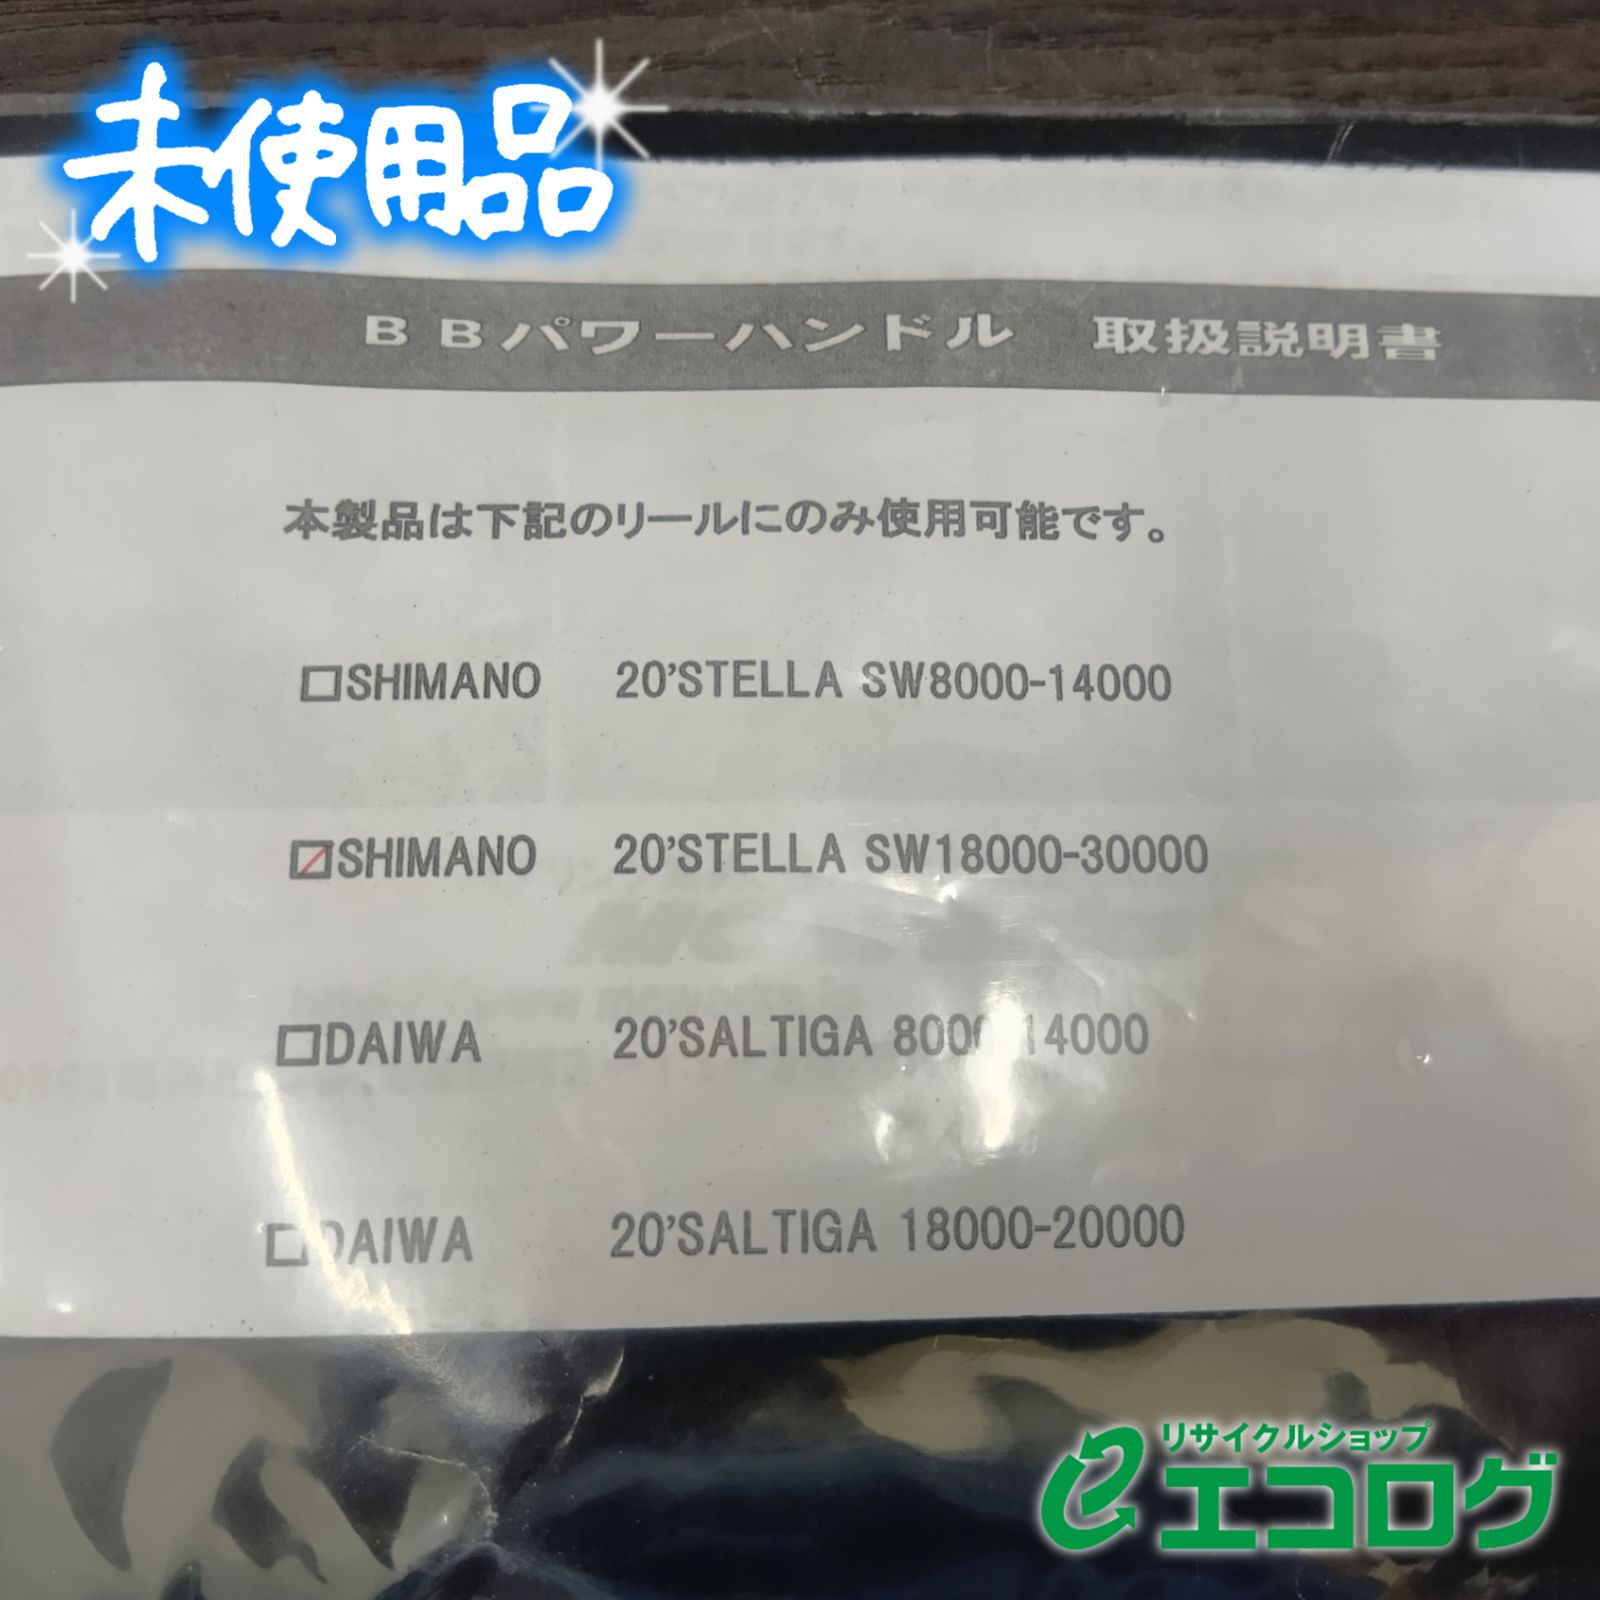 未使用品
BBパワーハンドル 取扱説明書
本製品は下記のリールにのみ使用可能です。
□SHIMANO 20'STELLA SW8000-14000
☑SHIMANO 20'STELLA SW18000-30000
□DAIWA 20'SALTIGA 8000-14000
□DAIWA 20'SALTIGA 18000-20000
リサイクルショップ
エコログ